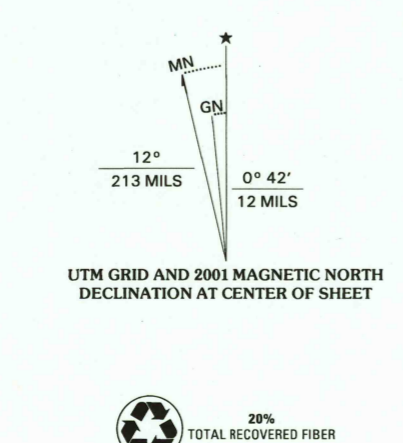 ★
MN
GN
12°
213 MILS
0° 42′
12 MILS
UTM GRID AND 2001 MAGNETIC NORTH
DECLINATION AT CENTER OF SHEET
20%
TOTAL RECOVERED FIBER